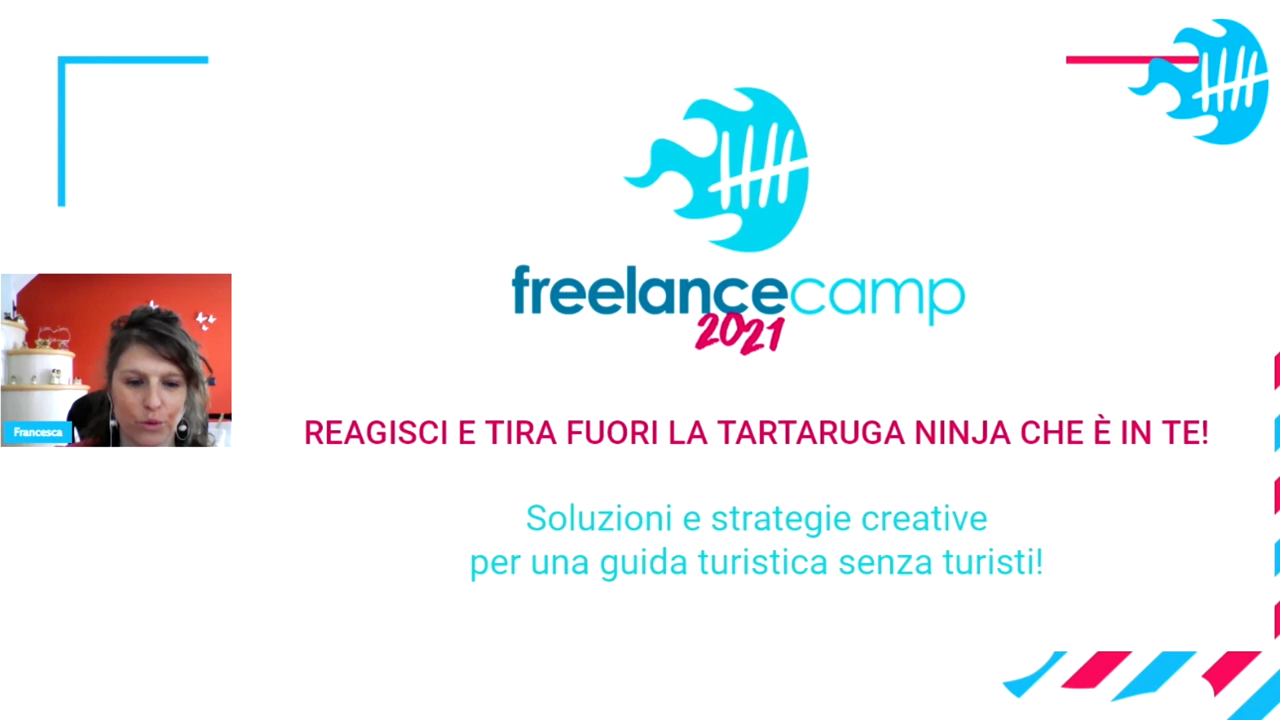 freelancecamp
2021
Francesca
REAGISCI E TIRA FUORI LA TARTARUGA NINJA CHE È IN TE!
Soluzioni e strategie creative
per una guida turistica senza turisti!